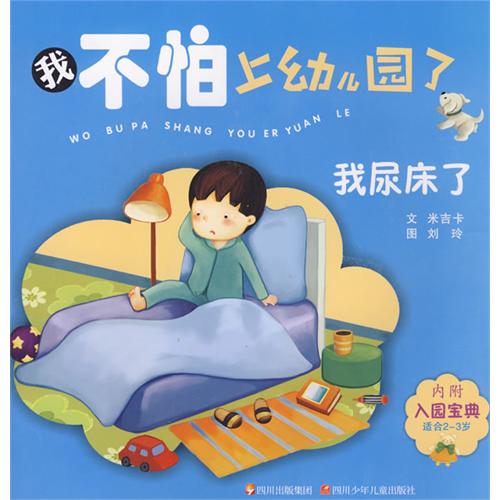 我不怕上幼儿园了
WO BU PA SHANG YOU ER YUAN LE
我尿床了
文 米吉卡
图 刘 玲
内附
入园宝典
适合2-3岁
四川出版集团 四川少年儿童出版社